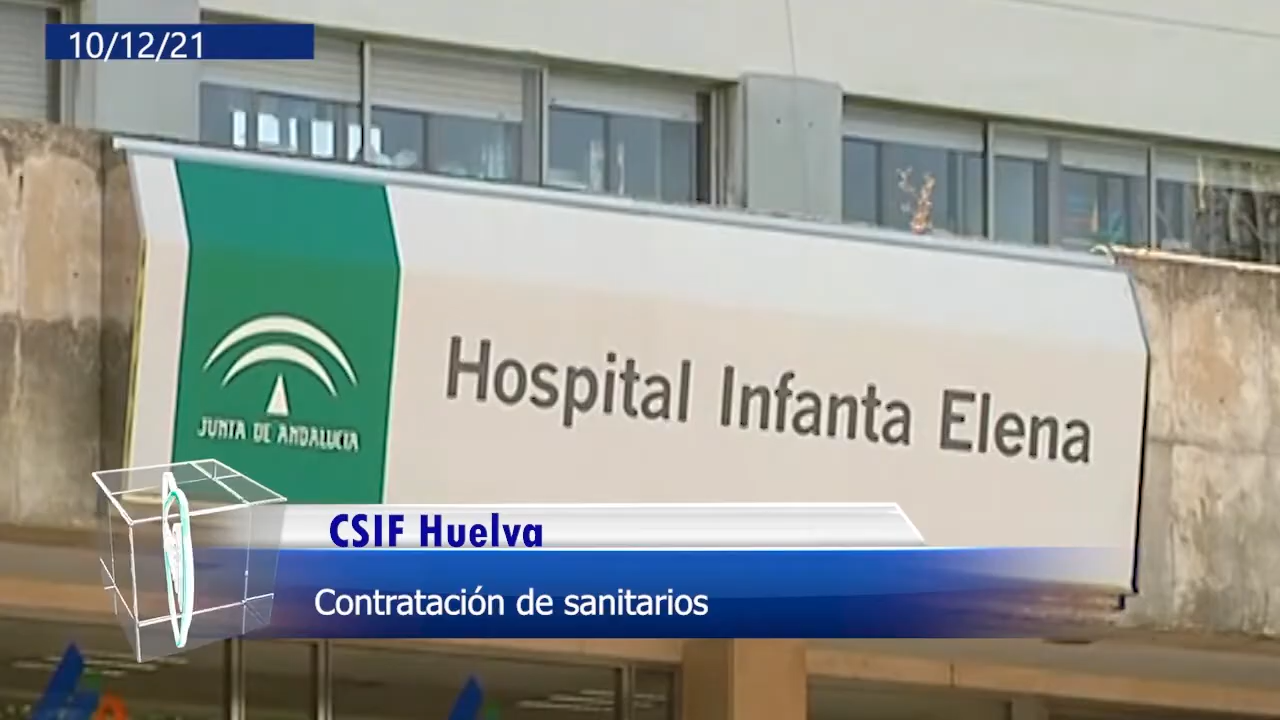 10/12/21
JUNTA DE ANDALUCIA
Hospital Infanta Elena
CSIF Huelva
Contratación de sanitarios